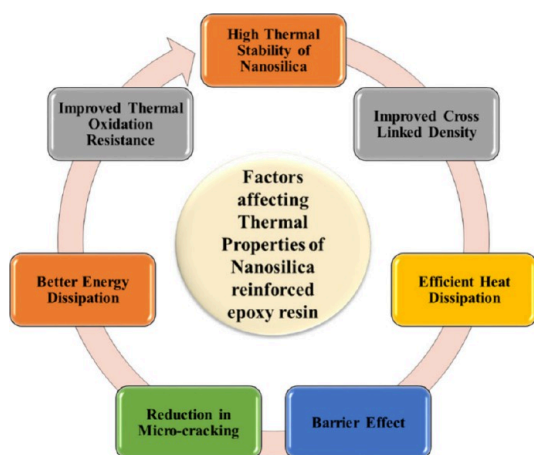 High Thermal
Stability of
Nanosilica
Improved Cross
Linked Density
Efficient Heat
Dissipation
Barrier Effect
Reduction in
Micro-cracking
Better Energy
Dissipation
Improved Thermal
Oxidation
Resistance
Factors
affecting
Thermal
Properties of
Nanosilica
reinforced
epoxy resin